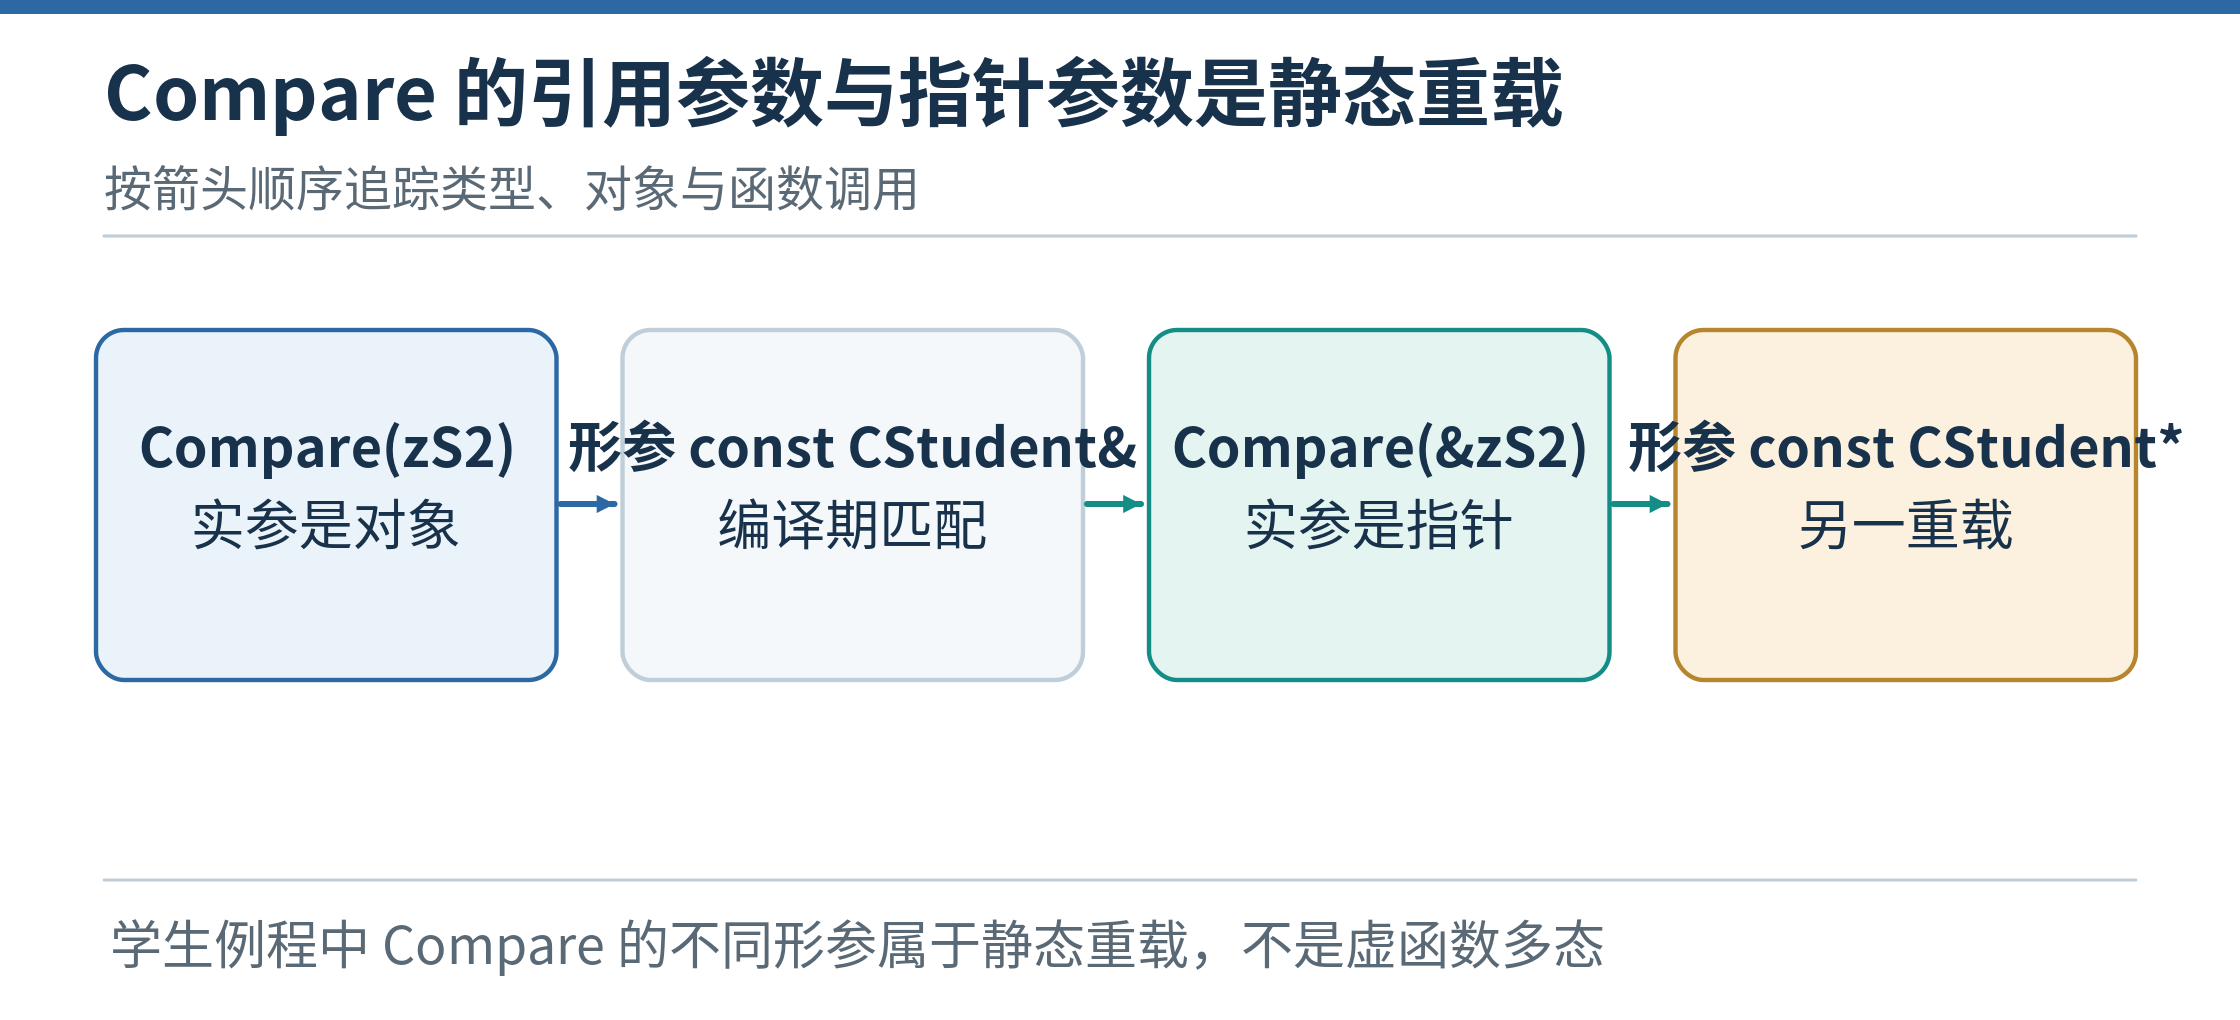 Compare 的引用参数与指针参数是静态重载
按箭头顺序追踪类型、对象与函数调用
Compare(zS2)
实参是对象
形参 const CStudent&
编译期匹配
Compare(&zS2)
实参是指针
形参 const CStudent*
另一重载
学生例程中 Compare 的不同形参属于静态重载，不是虚函数多态